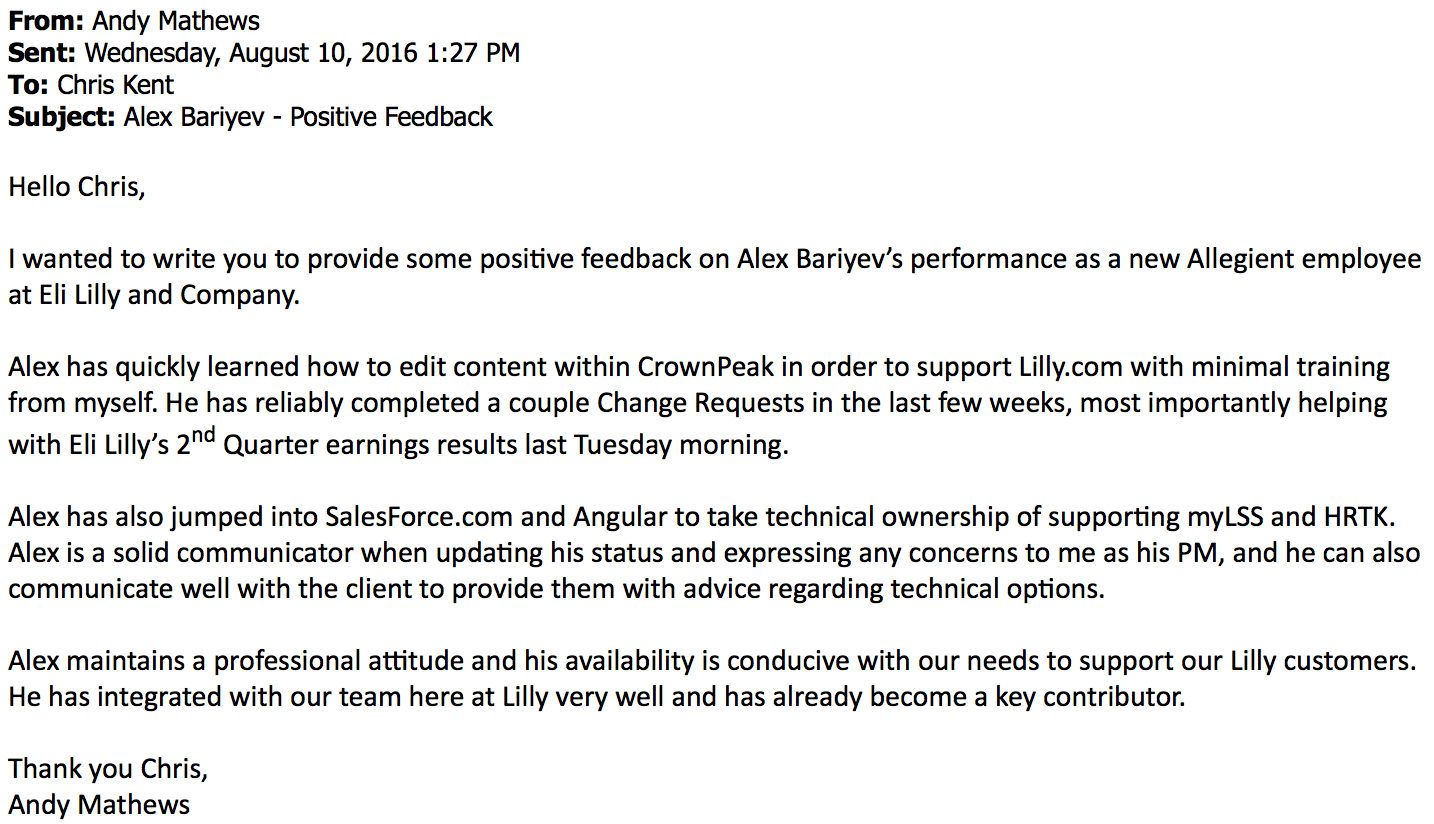 From: Andy Mathews
Sent: Wednesday, August 10, 2016 1:27 PM
To: Chris Kent
Subject: Alex Bariyev - Positive Feedback
Hello Chris,
I wanted to write you to provide some positive feedback on Alex Bariyev’s performance as a new Allegient employee
at Eli Lilly and Company.
Alex has quickly learned how to edit content within CrownPeak in order to support Lilly.com with minimal training
from myself. He has reliably completed a couple Change Requests in the last few weeks, most importantly helping
with Eli Lilly’s 2nd Quarter earnings results last Tuesday morning.
Alex has also jumped into SalesForce.com and Angular to take technical ownership of supporting myLSS and HRTK.
Alex is a solid communicator when updating his status and expressing any concerns to me as his PM, and he can also
communicate well with the client to provide them with advice regarding technical options.
Alex maintains a professional attitude and his availability is conducive with our needs to support our Lilly customers.
He has integrated with our team here at Lilly very well and has already become a key contributor.
Thank you Chris,
Andy Mathews